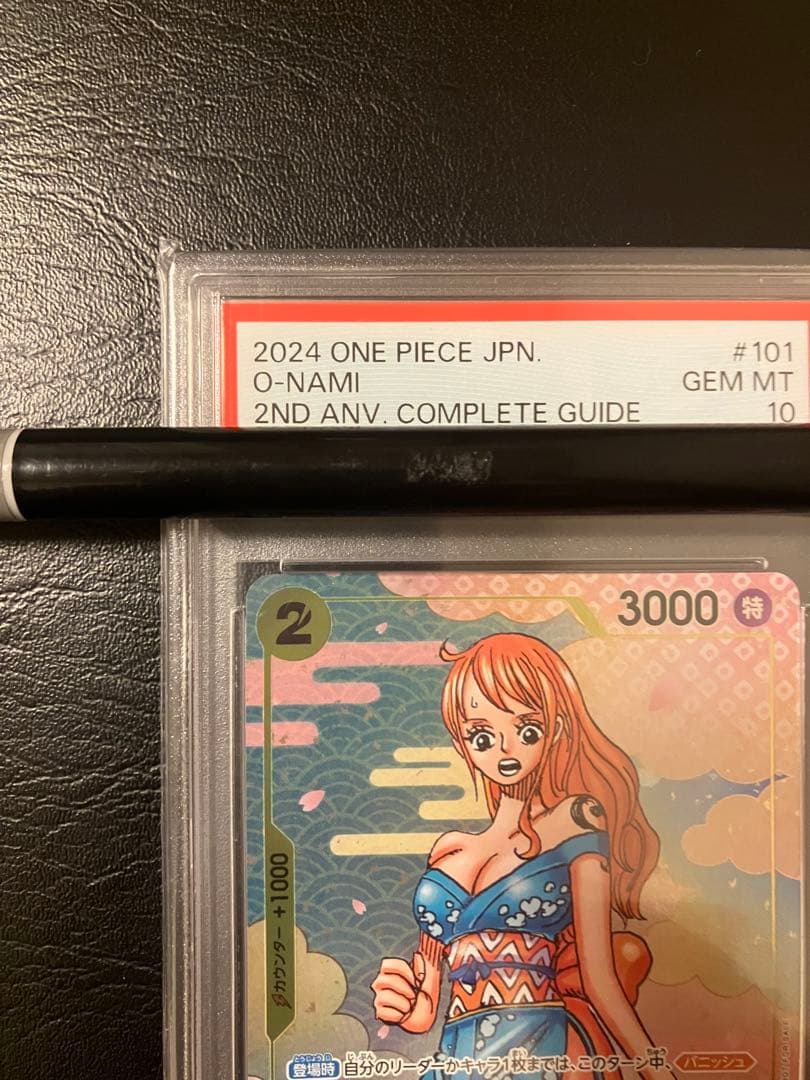 2024 ONE PIECE JPN. #101
O-NAMI GEM MT
2ND ANV. COMPLETE GUIDE 10
2 3000 特
カウンター +1000
登場時 自分のリーダーかキャラ1枚までは、このターン中、バニッシュ